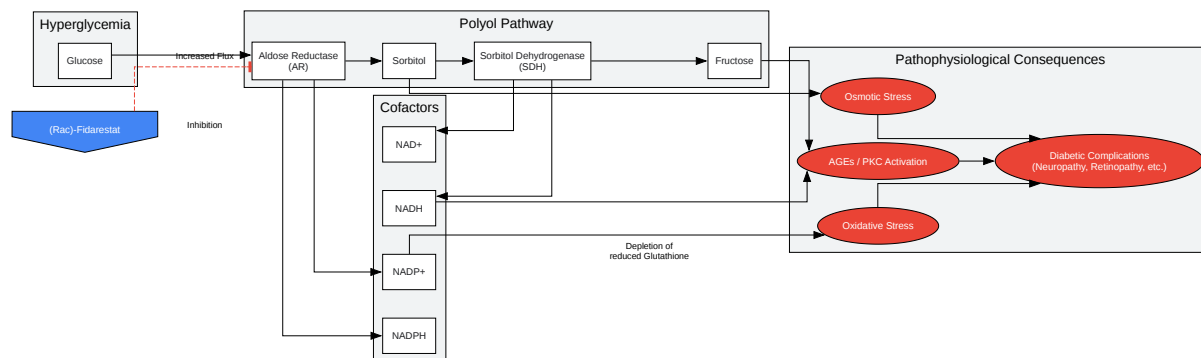 Hyperglycemia
Glucose
Increased Flux
Polyol Pathway
Aldose Reductase
(AR)
Sorbitol
Sorbitol Dehydrogenase
(SDH)
Fructose
(Rac)-Fidarestat
Inhibition
Cofactors
NAD+
NADH
NADP+
NADPH
Depletion of
reduced Glutathione
Pathophysiological Consequences
Osmotic Stress
AGEs / PKC Activation
Oxidative Stress
Diabetic Complications
(Neuropathy, Retinopathy, etc.)